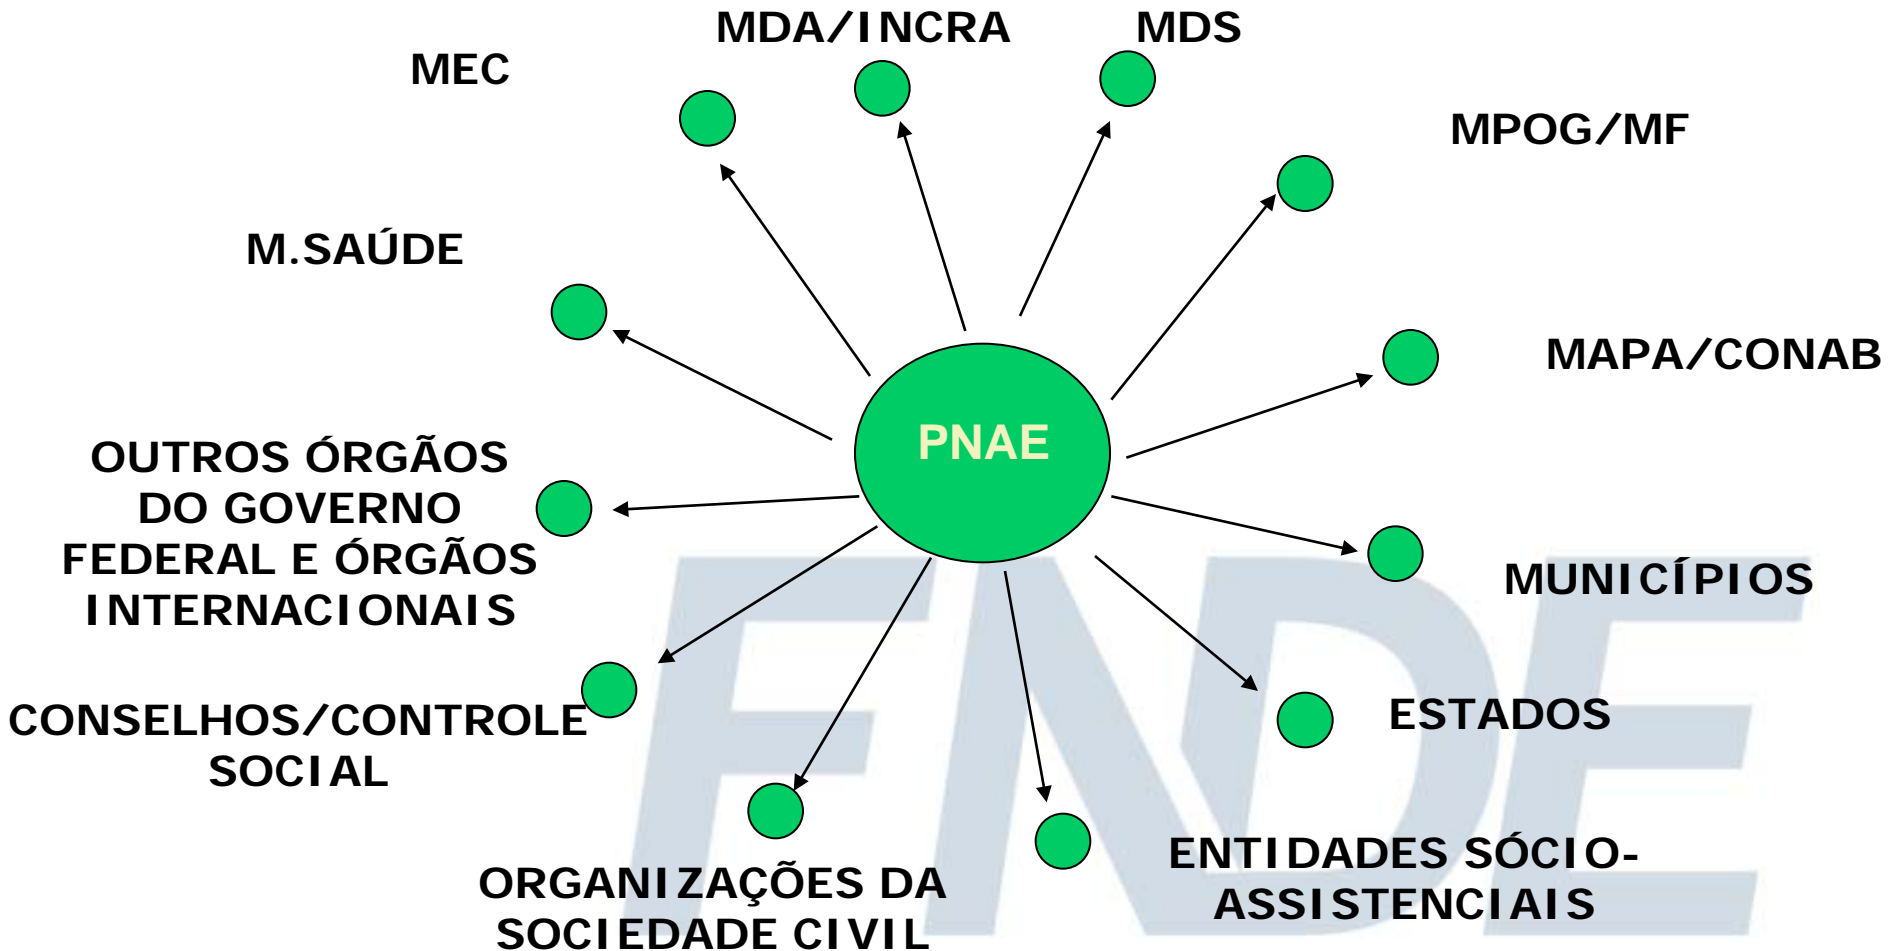 MDA/INCRA
MDS
MEC
MPOG/MF
M.SAÚDE
MAPA/CONAB
PNAE
OUTROS ÓRGÃOS
DO GOVERNO
FEDERAL E ÓRGÃOS
INTERNACIONAIS
MUNICÍPIOS
CONSELHOS/CONTROLE
SOCIAL
ESTADOS
ENTIDADES SÓCIO-
ASSISTENCIAIS
ORGANIZAÇÕES DA
SOCIEDADE CIVIL
FNDE